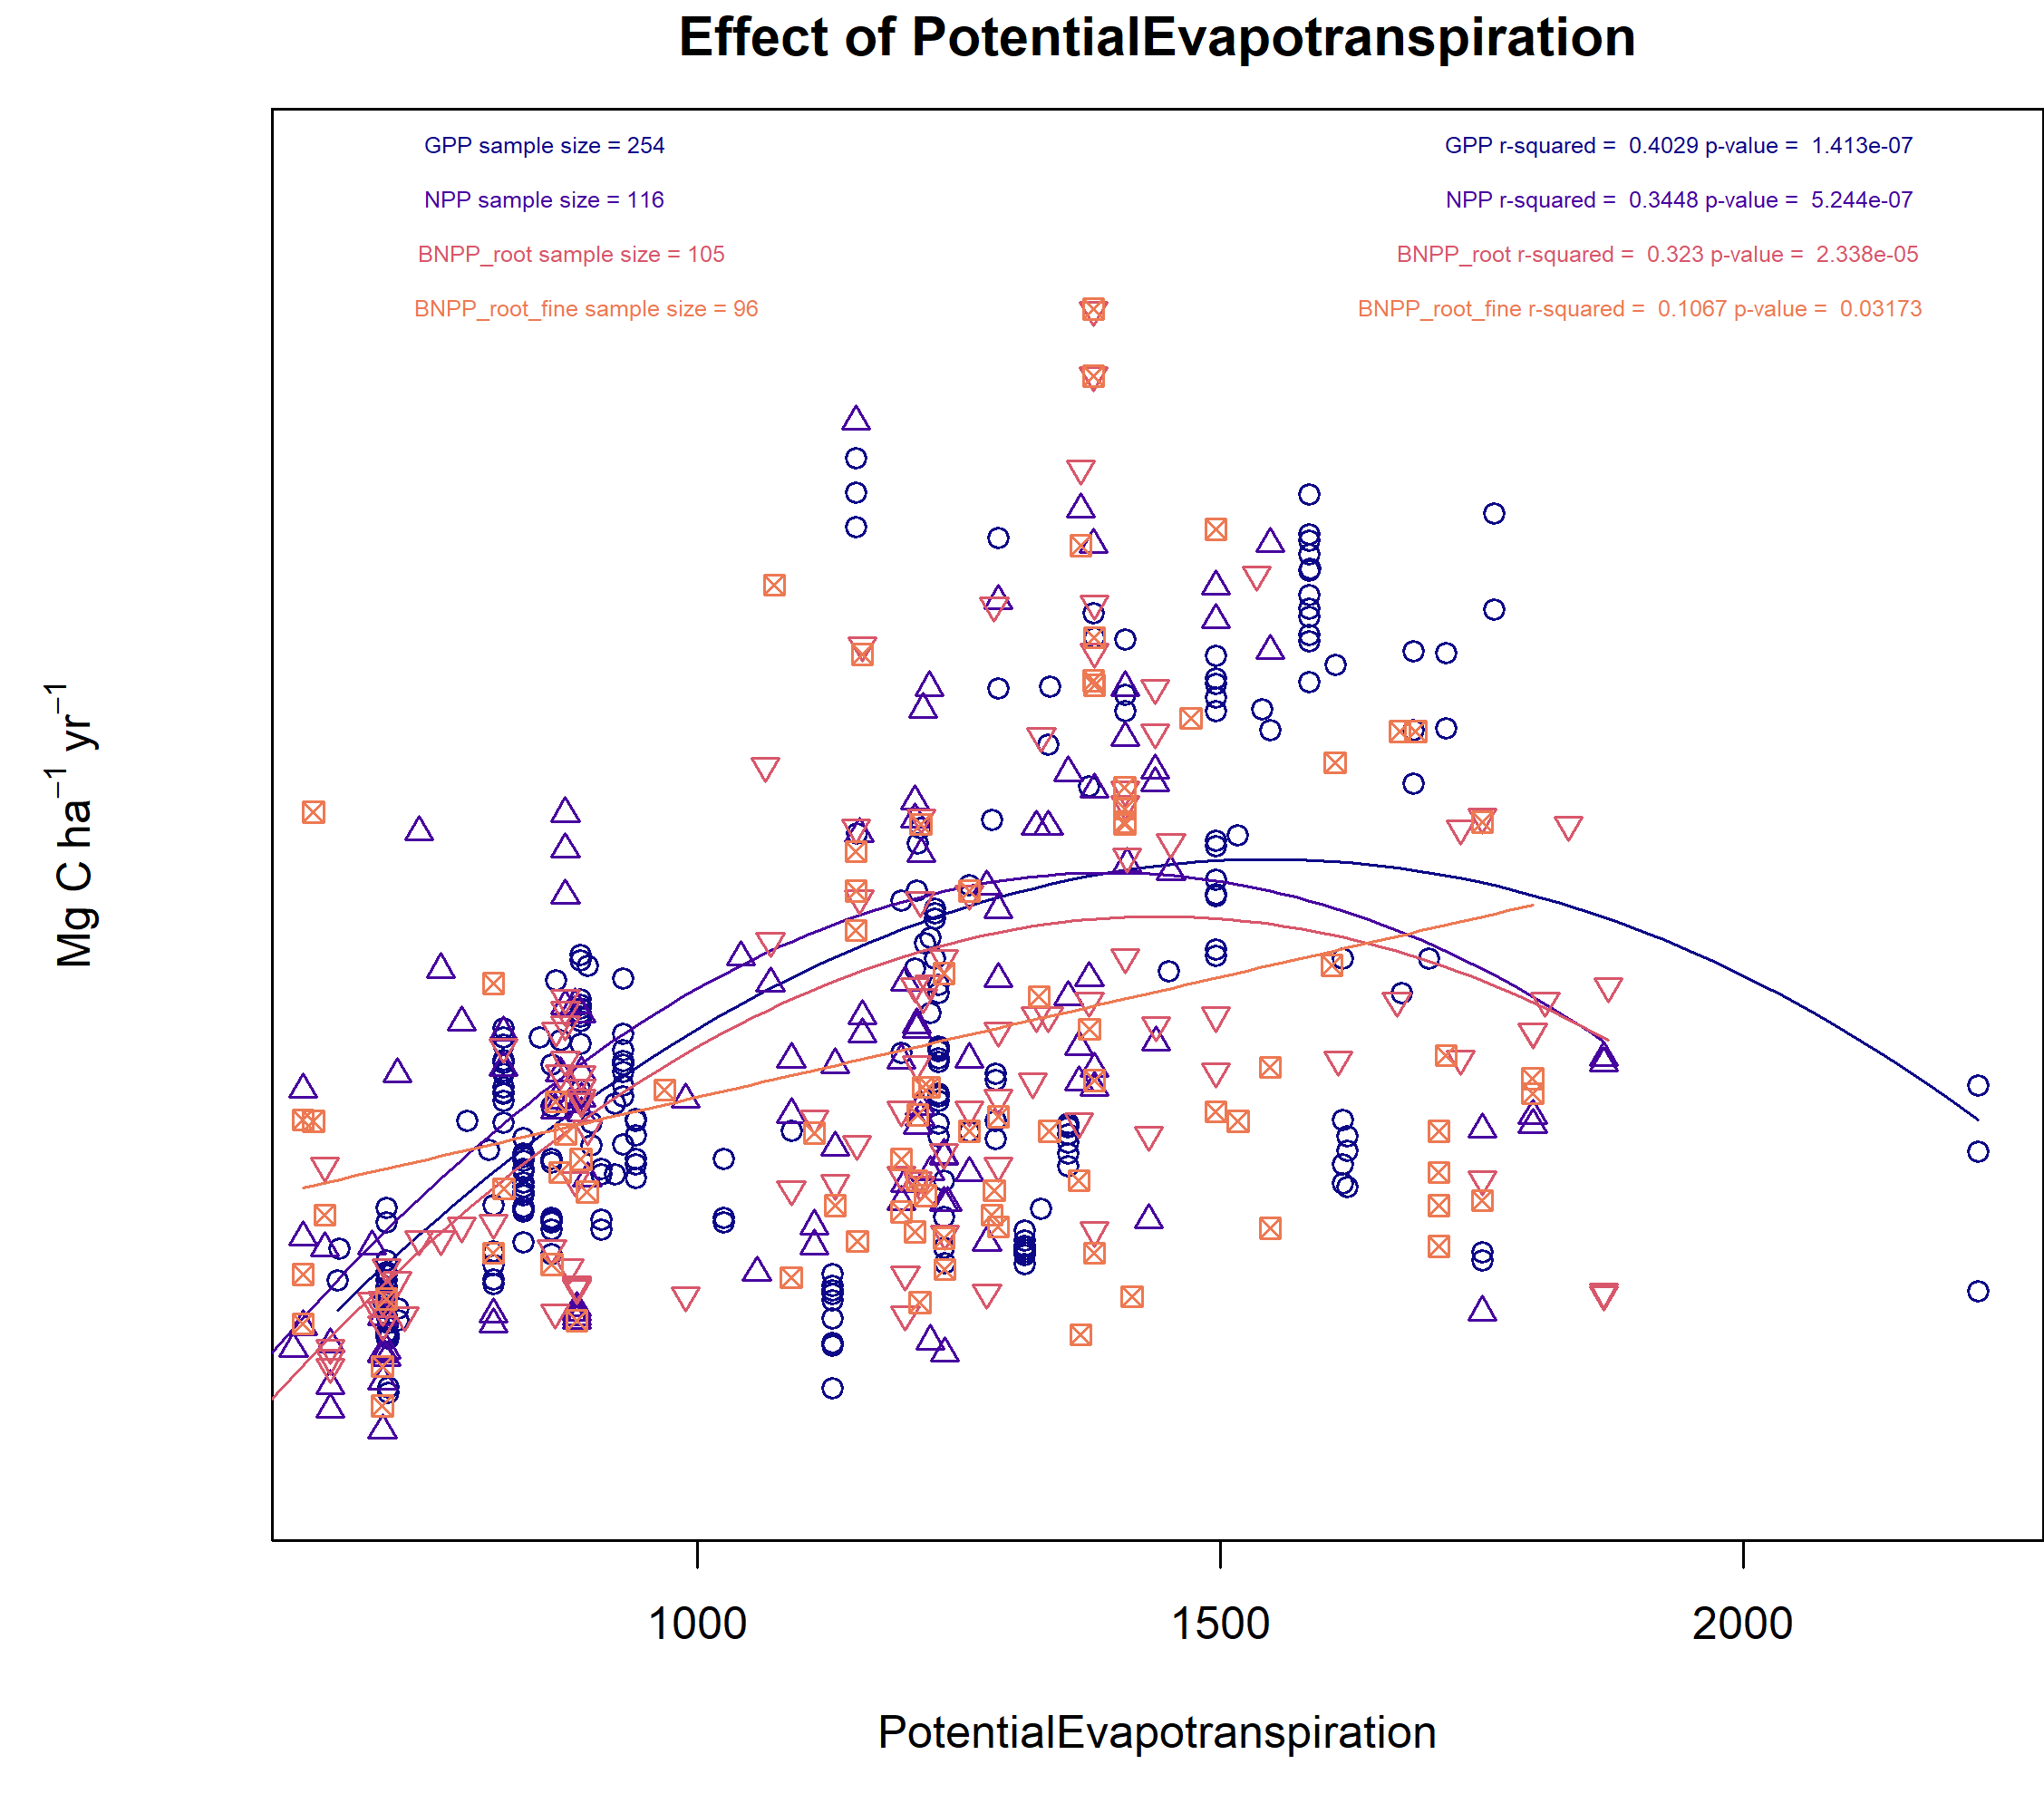 Effect of PotentialEvapotranspiration
GPP sample size = 254
GPP r-squared = 0.4029 p-value = 1.413e-07
NPP sample size = 116
NPP r-squared = 0.3448 p-value = 5.244e-07
BNPP_root sample size = 105
BNPP_root r-squared = 0.323 p-value = 2.338e-05
BNPP_root_fine sample size = 96
BNPP_root_fine r-squared = 0.1067 p-value = 0.03173
Mg C ha⁻¹ yr⁻¹
1000 1500 2000
PotentialEvapotranspiration